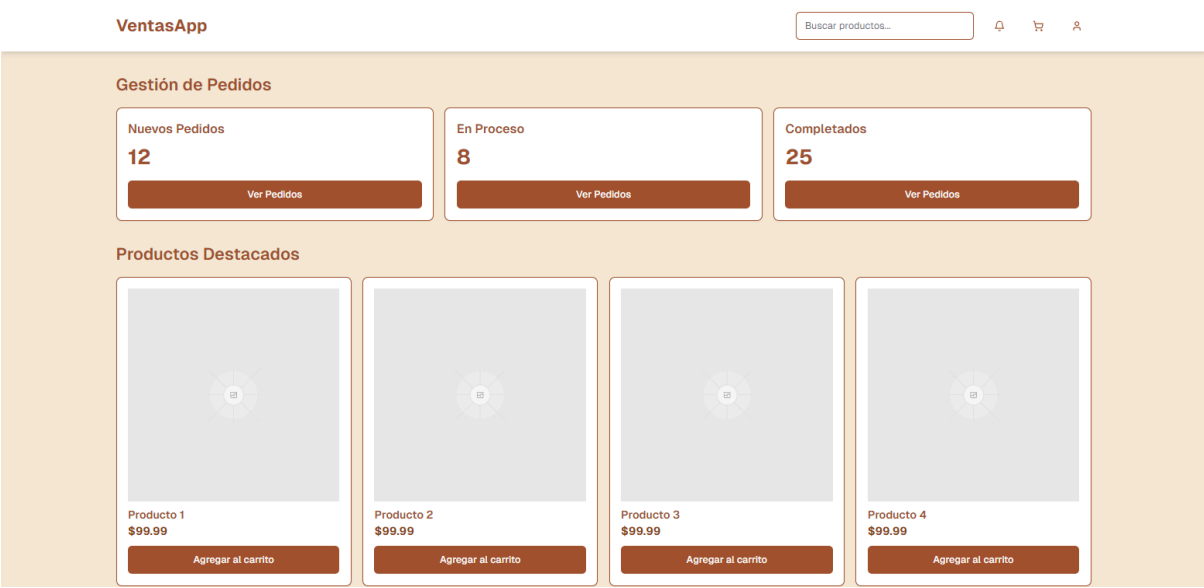 VentasApp
Buscar productos...
Gestión de Pedidos
Nuevos Pedidos
12
Ver Pedidos
En Proceso
8
Ver Pedidos
Completados
25
Ver Pedidos
Productos Destacados
Producto 1
$99.99
Agregar al carrito
Producto 2
$99.99
Agregar al carrito
Producto 3
$99.99
Agregar al carrito
Producto 4
$99.99
Agregar al carrito